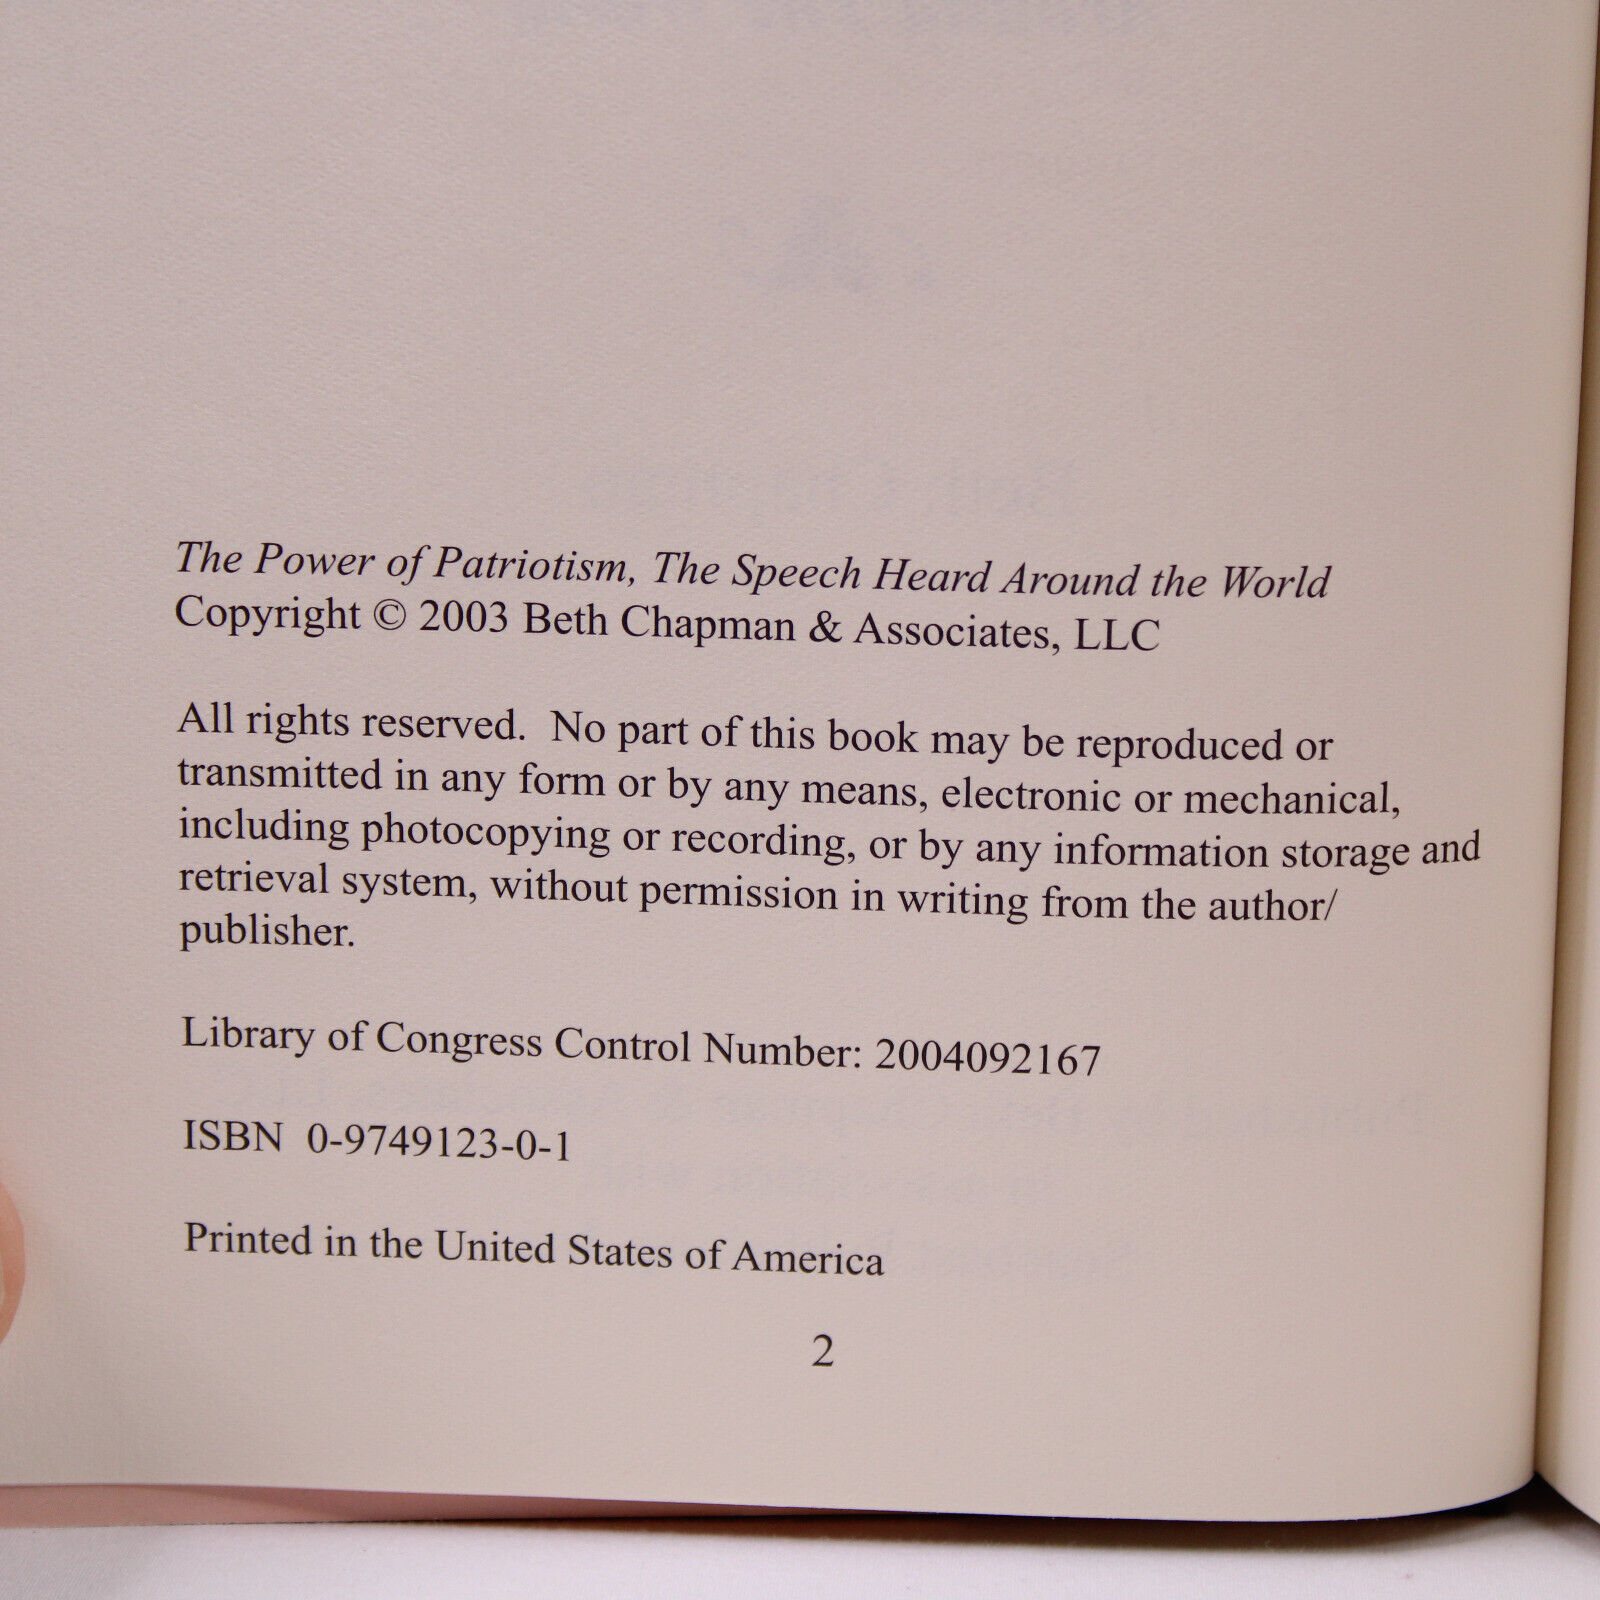 The Power of Patriotism, The Speech Heard Around the World
Copyright © 2003 Beth Chapman & Associates, LLC
All rights reserved.  No part of this book may be reproduced or
transmitted in any form or by any means, electronic or mechanical,
including photocopying or recording, or by any information storage and
retrieval system, without permission in writing from the author/
publisher.
Library of Congress Control Number: 2004092167
ISBN  0-9749123-0-1
Printed in the United States of America
2